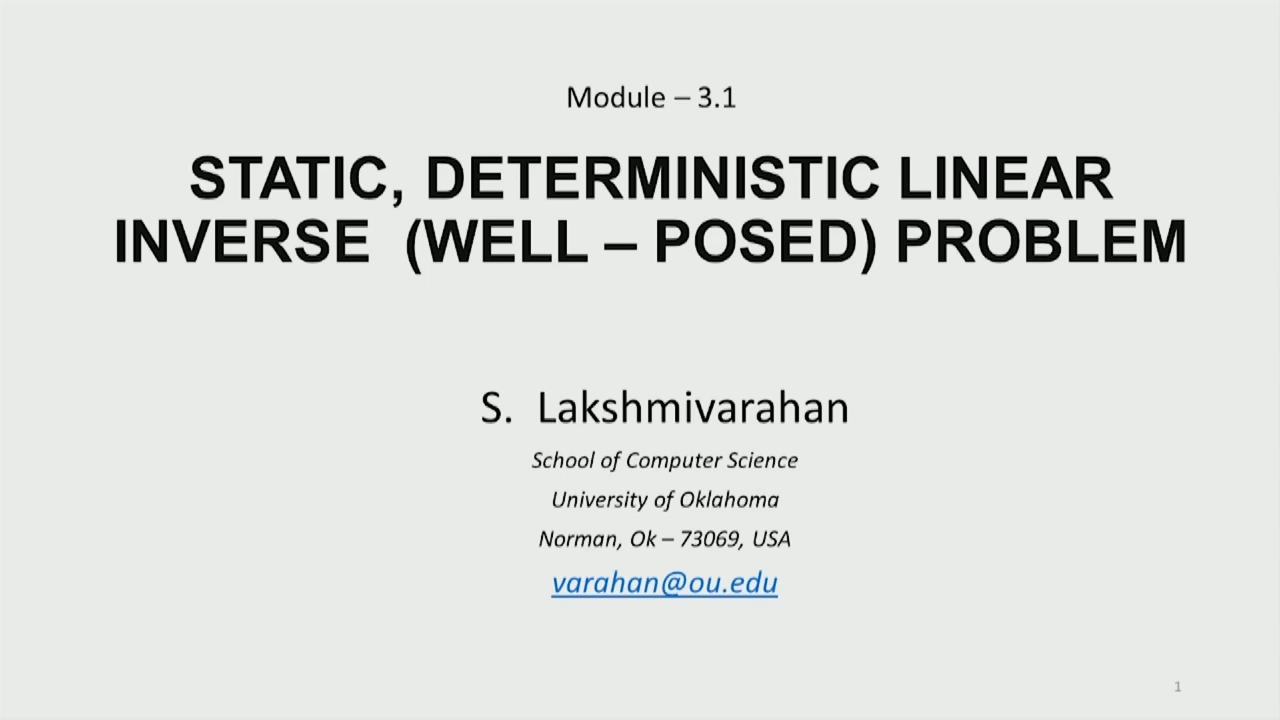 Module – 3.1
STATIC, DETERMINISTIC LINEAR
INVERSE (WELL – POSED) PROBLEM
S. Lakshmivarahan
School of Computer Science
University of Oklahoma
Norman, Ok – 73069, USA
varahan@ou.edu
1